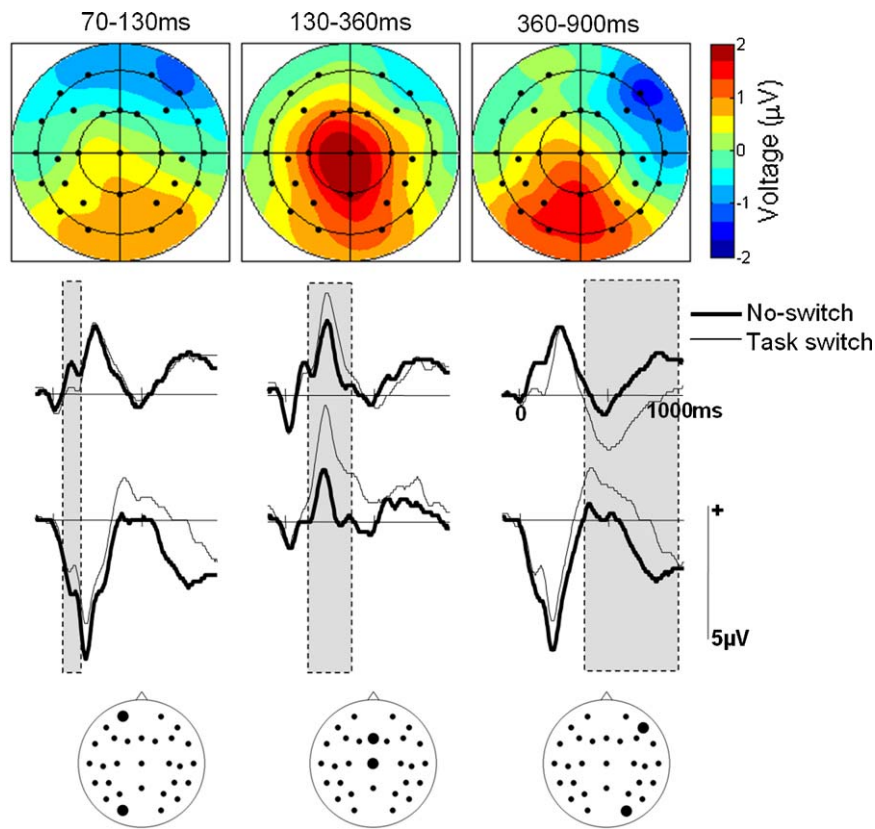 70-130ms
130-360ms
360-900ms
2
1
0
-1
-2
Voltage (µV)
No-switch
Task switch
0
1000ms
+
5µV